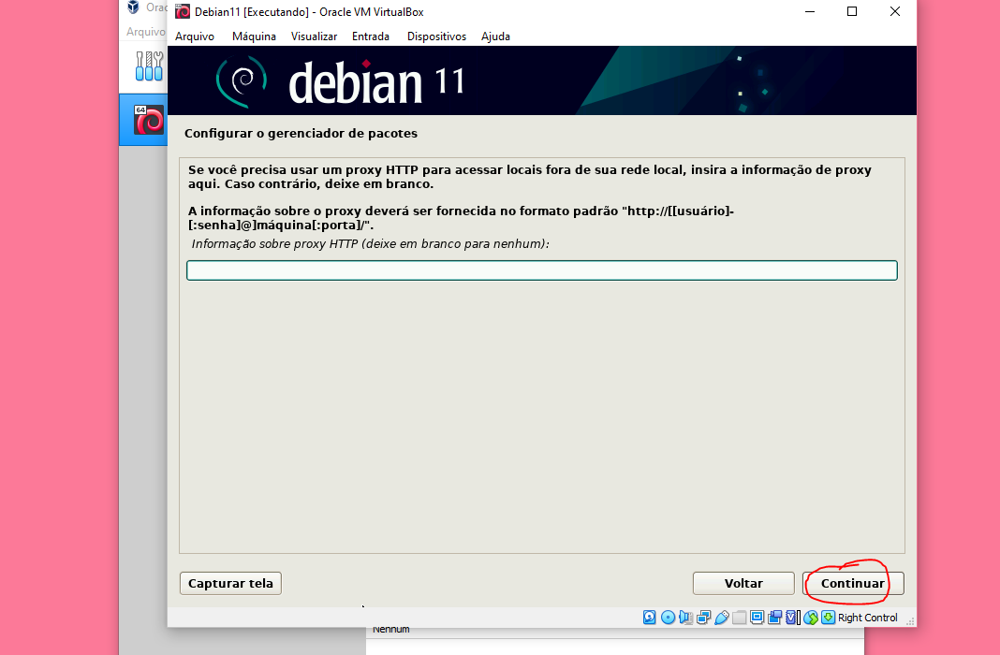 Orac
Debian11 [Executando] - Oracle VM VirtualBox
Arquivo
Arquivo Máquina Visualizar Entrada Dispositivos Ajuda
64
debian 11
Configurar o gerenciador de pacotes
Se você precisa usar um proxy HTTP para acessar locais fora de sua rede local, insira a informação de proxy
aqui. Caso contrário, deixe em branco.
A informação sobre o proxy deverá ser fornecida no formato padrão "http://[[usuário]-
[:senha]@]máquina[:porta]/".
Informação sobre proxy HTTP (deixe em branco para nenhum):
Capturar tela Voltar Continuar
Right Control
Nenhum